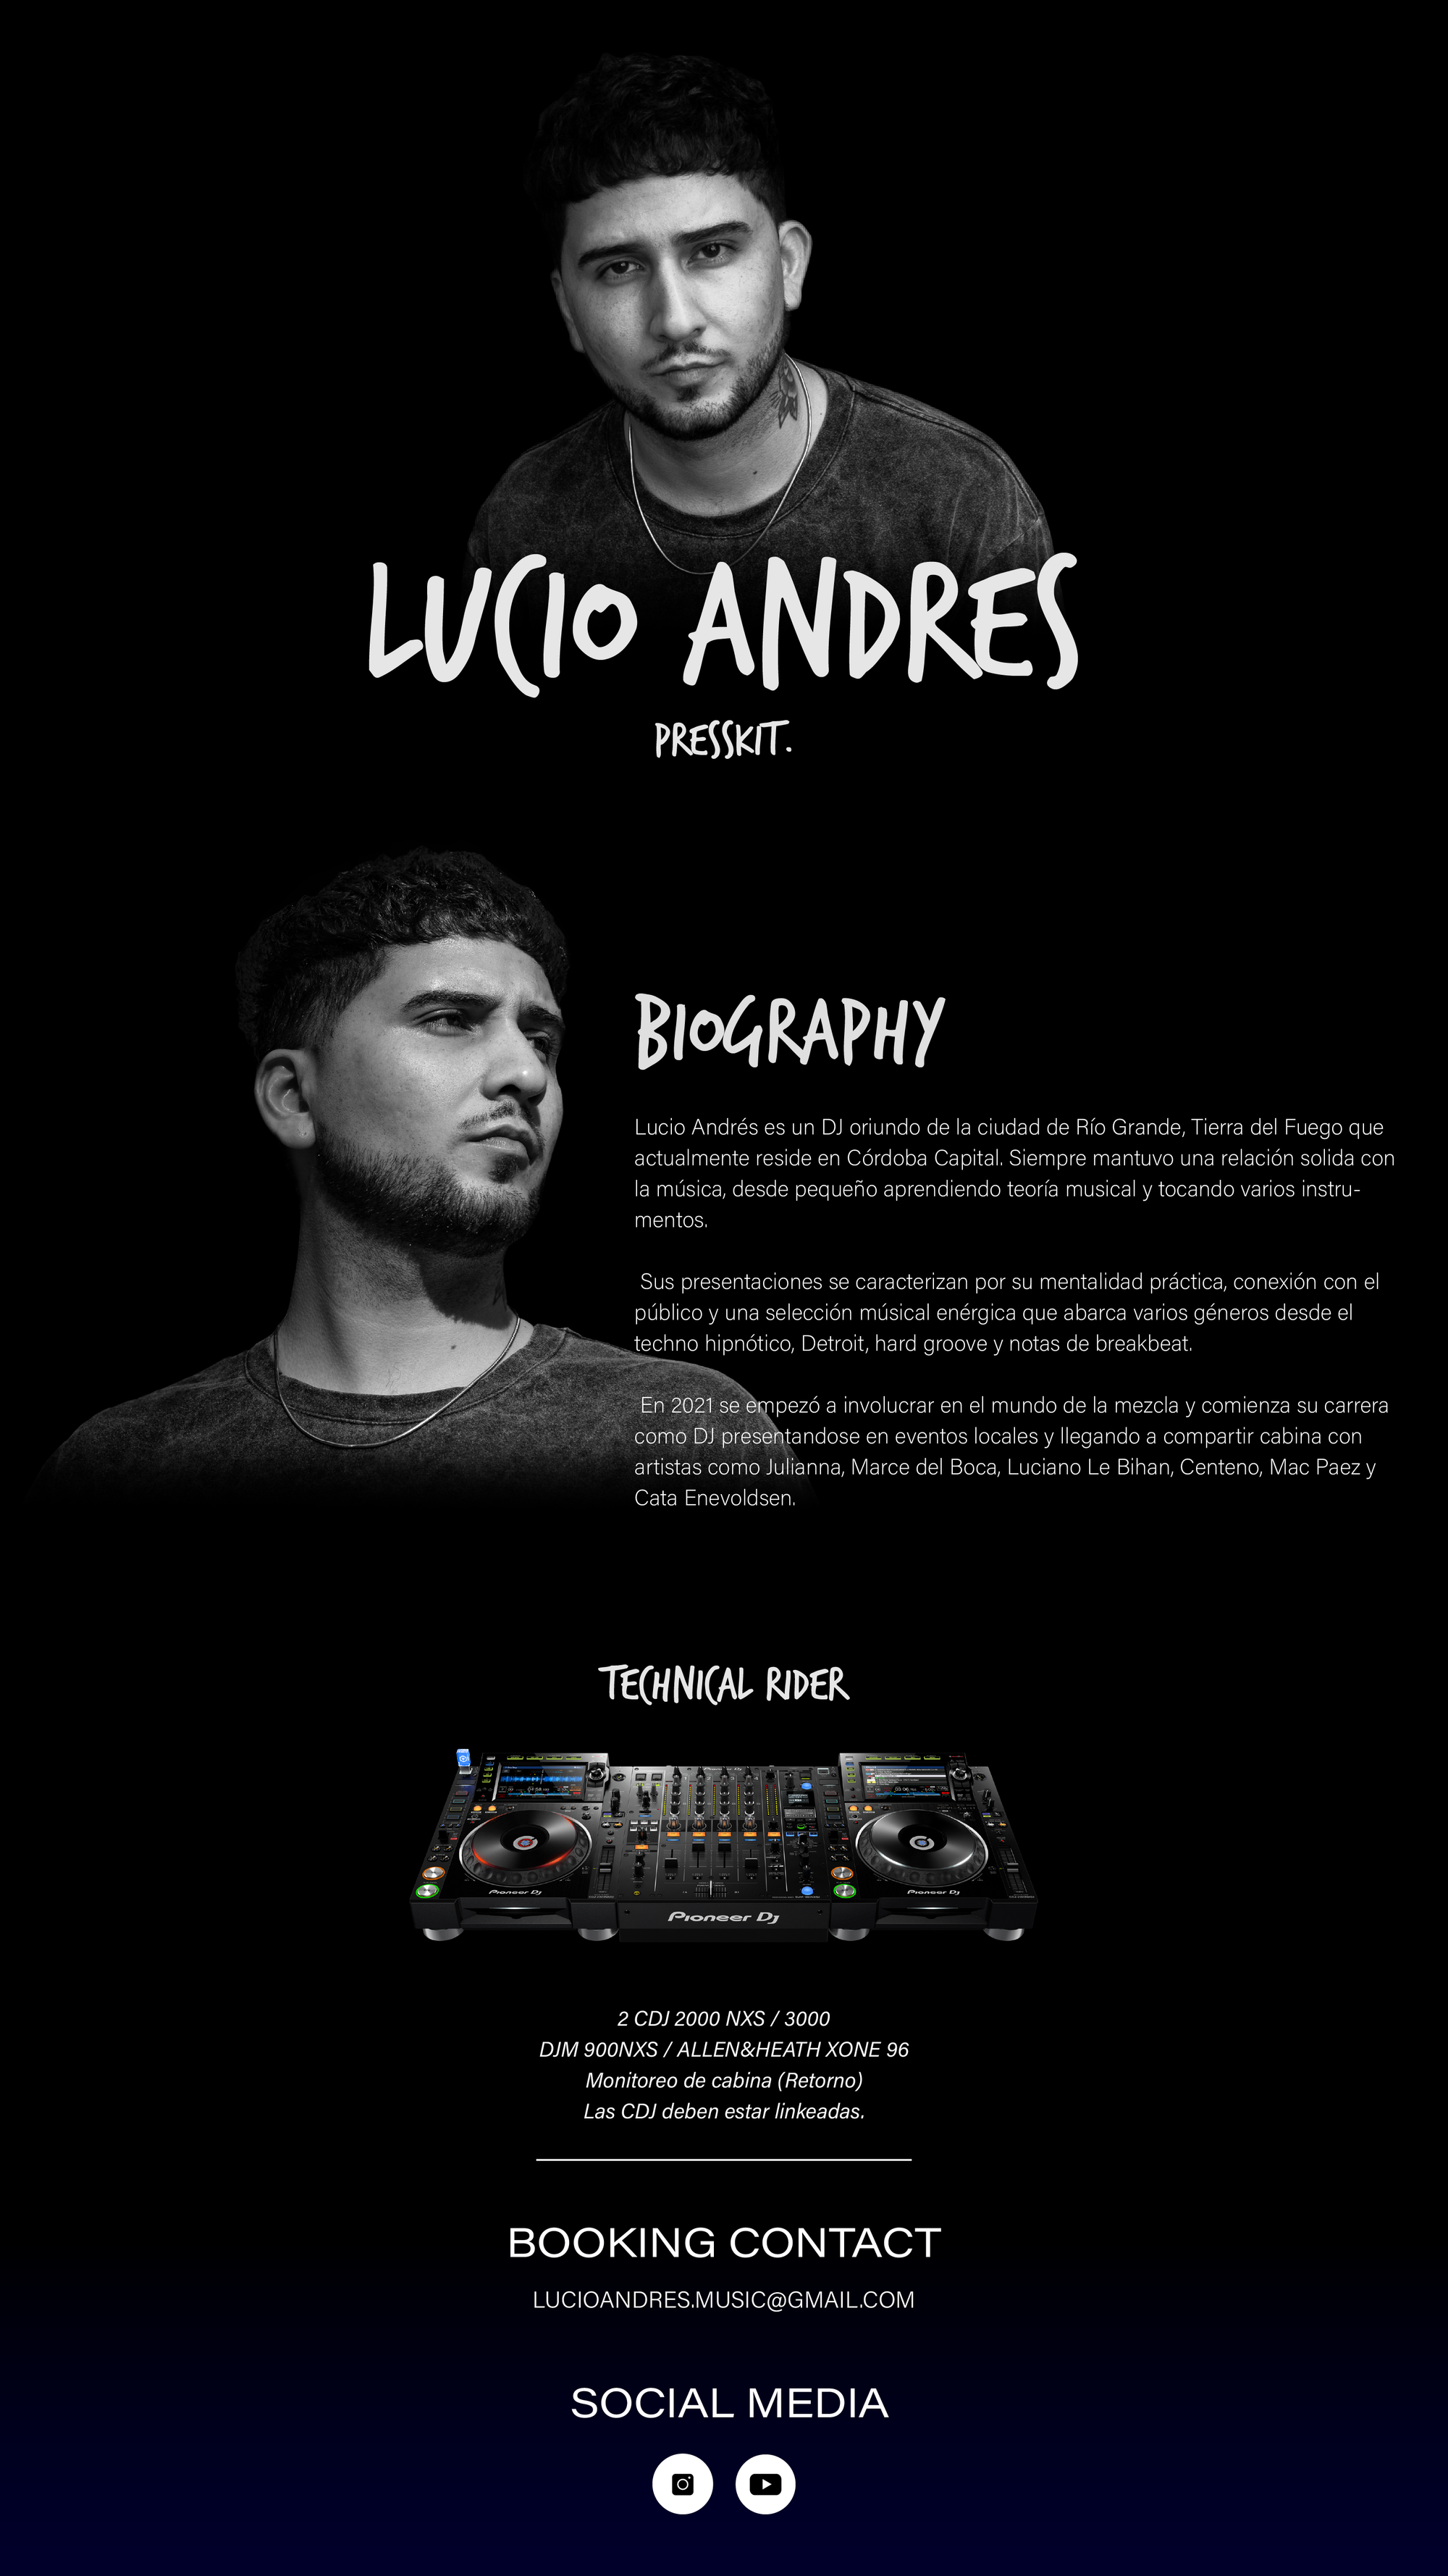 LUCIO ANDRES
PRESSKIT.
BIOGRAPHY
Lucio Andrés es un DJ oriundo de la ciudad de Río Grande, Tierra del Fuego que
actualmente reside en Córdoba Capital. Siempre mantuvo una relación solida con
la música, desde pequeño aprendiendo teoría musical y tocando varios instru-
mentos.
Sus presentaciones se caracterizan por su mentalidad práctica, conexión con el
público y una selección músical enérgica que abarca varios géneros desde el
techno hipnótico, Detroit, hard groove y notas de breakbeat.
En 2021 se empezó a involucrar en el mundo de la mezcla y comienza su carrera
como DJ presentandose en eventos locales y llegando a compartir cabina con
artistas como Julianna, Marce del Boca, Luciano Le Bihan, Centeno, Mac Paez y
Cata Enevoldsen.
TECHNICAL RIDER
Pioneer Dj
Pioneer Dj
Pioneer Dj
Pioneer Dj
2 CDJ 2000 NXS / 3000
DJM 900NXS / ALLEN&HEATH XONE 96
Monitoreo de cabina (Retorno)
Las CDJ deben estar linkeadas.
BOOKING CONTACT
LUCIOANDRES.MUSIC@GMAIL.COM
SOCIAL MEDIA